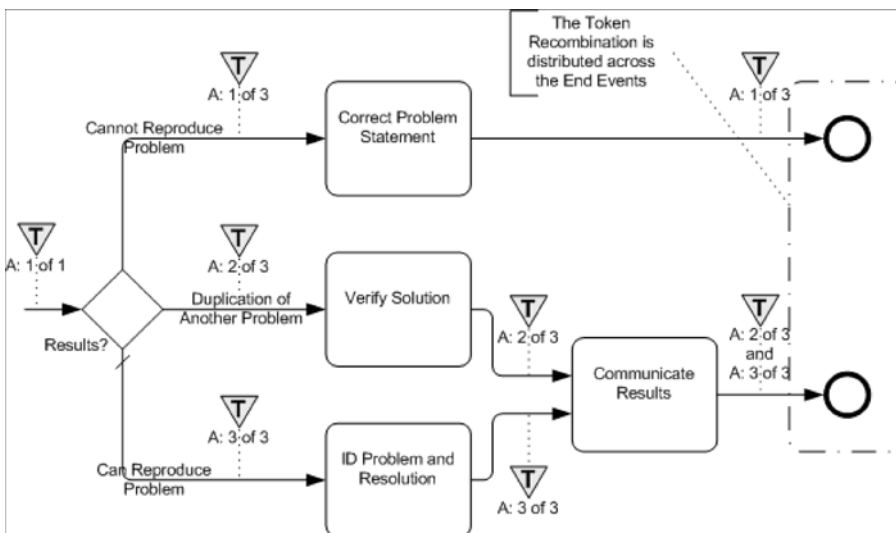 The Token
Recombination is
distributed across
the End Events
T
A: 1 of 3
T
A: 1 of 3
Correct Problem
Statement
Cannot Reproduce
Problem
T
A: 1 of 1
T
A: 2 of 3
Duplication of
Another Problem
Verify Solution
T
A: 2 of 3
T
A: 2 of 3
and
A: 3 of 3
Results?
Communicate
Results
T
A: 3 of 3
Can Reproduce
Problem
ID Problem and
Resolution
T
A: 3 of 3